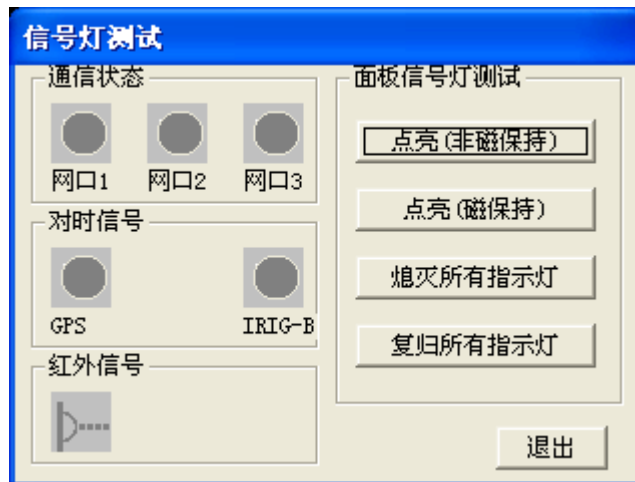 信号灯测试
通信状态
网口1 网口2 网口3
对时信号
GPS IRIG-B
红外信号
面板信号灯测试
点亮(非磁保持)
点亮(磁保持)
熄灭所有指示灯
复归所有指示灯
退出